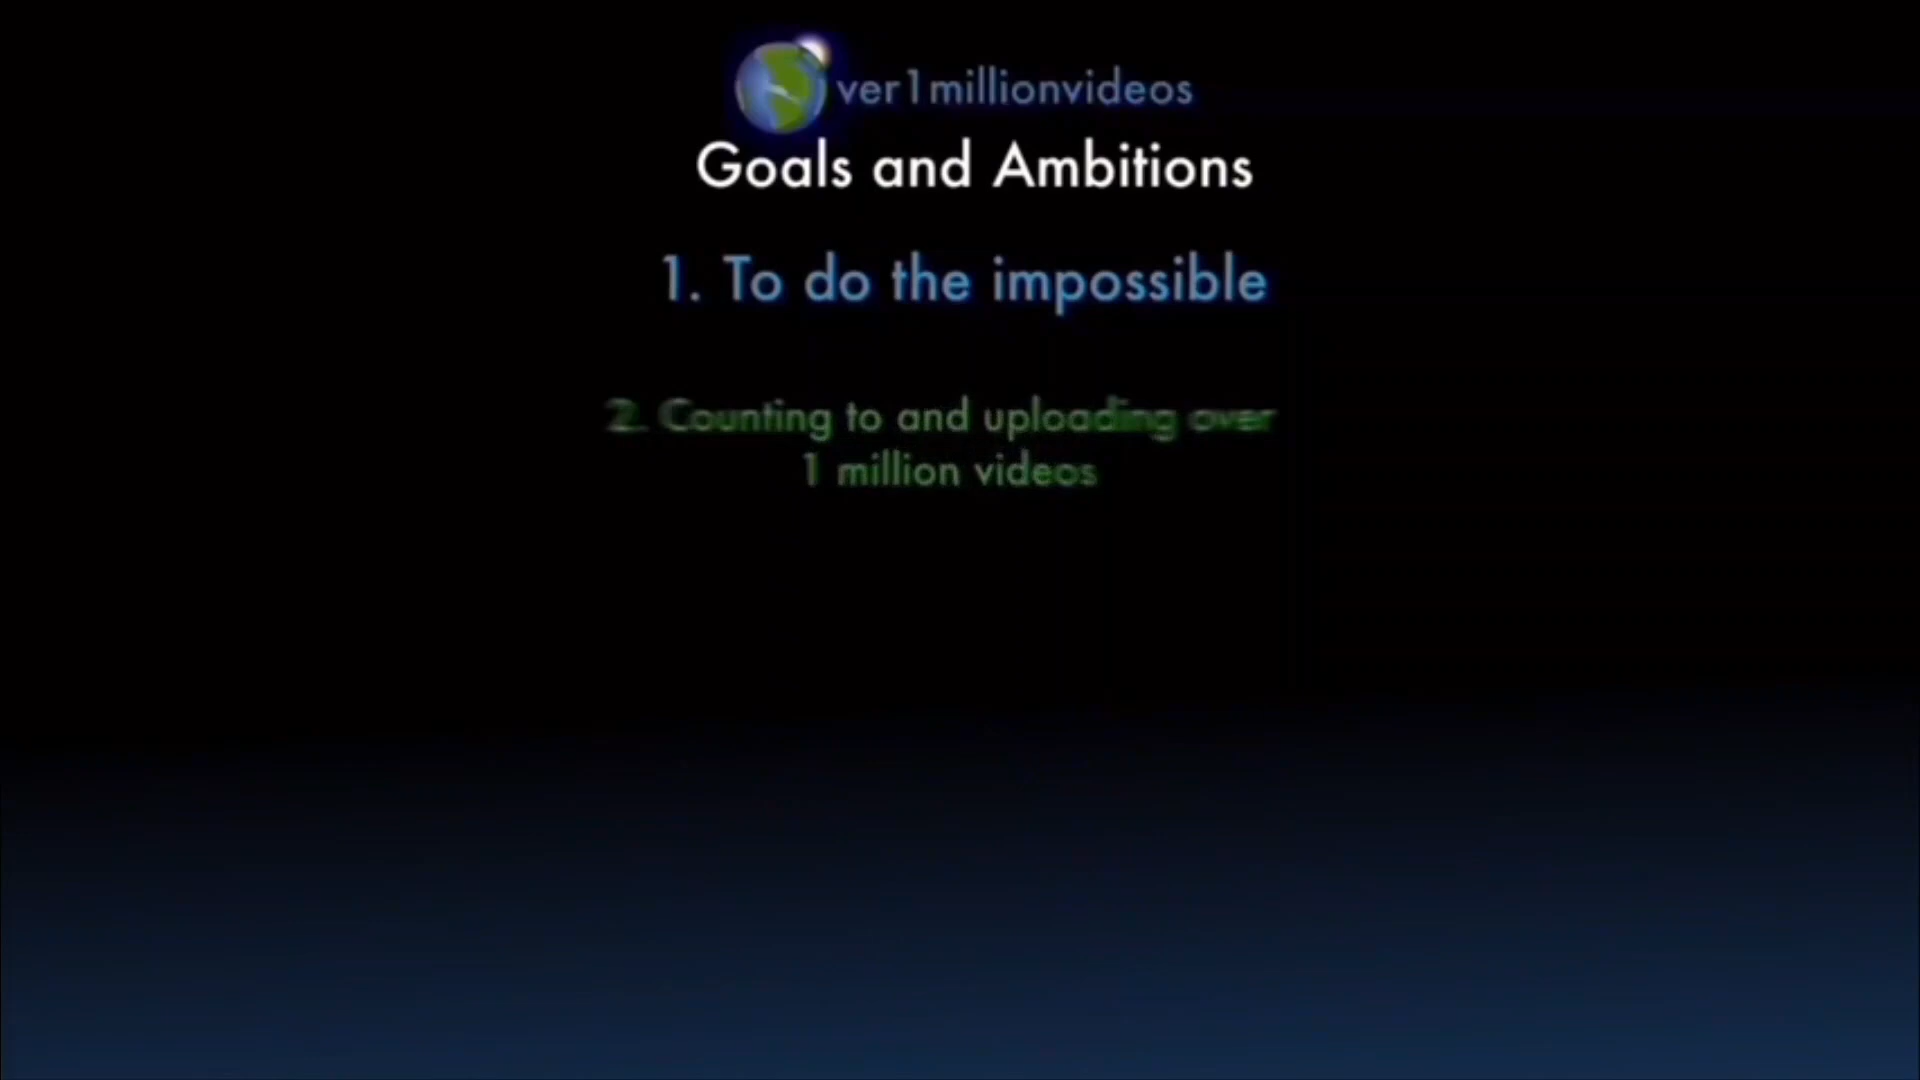 ver1millionvideos
Goals and Ambitions
1. To do the impossible
2. Counting to and uploading over
1 million videos